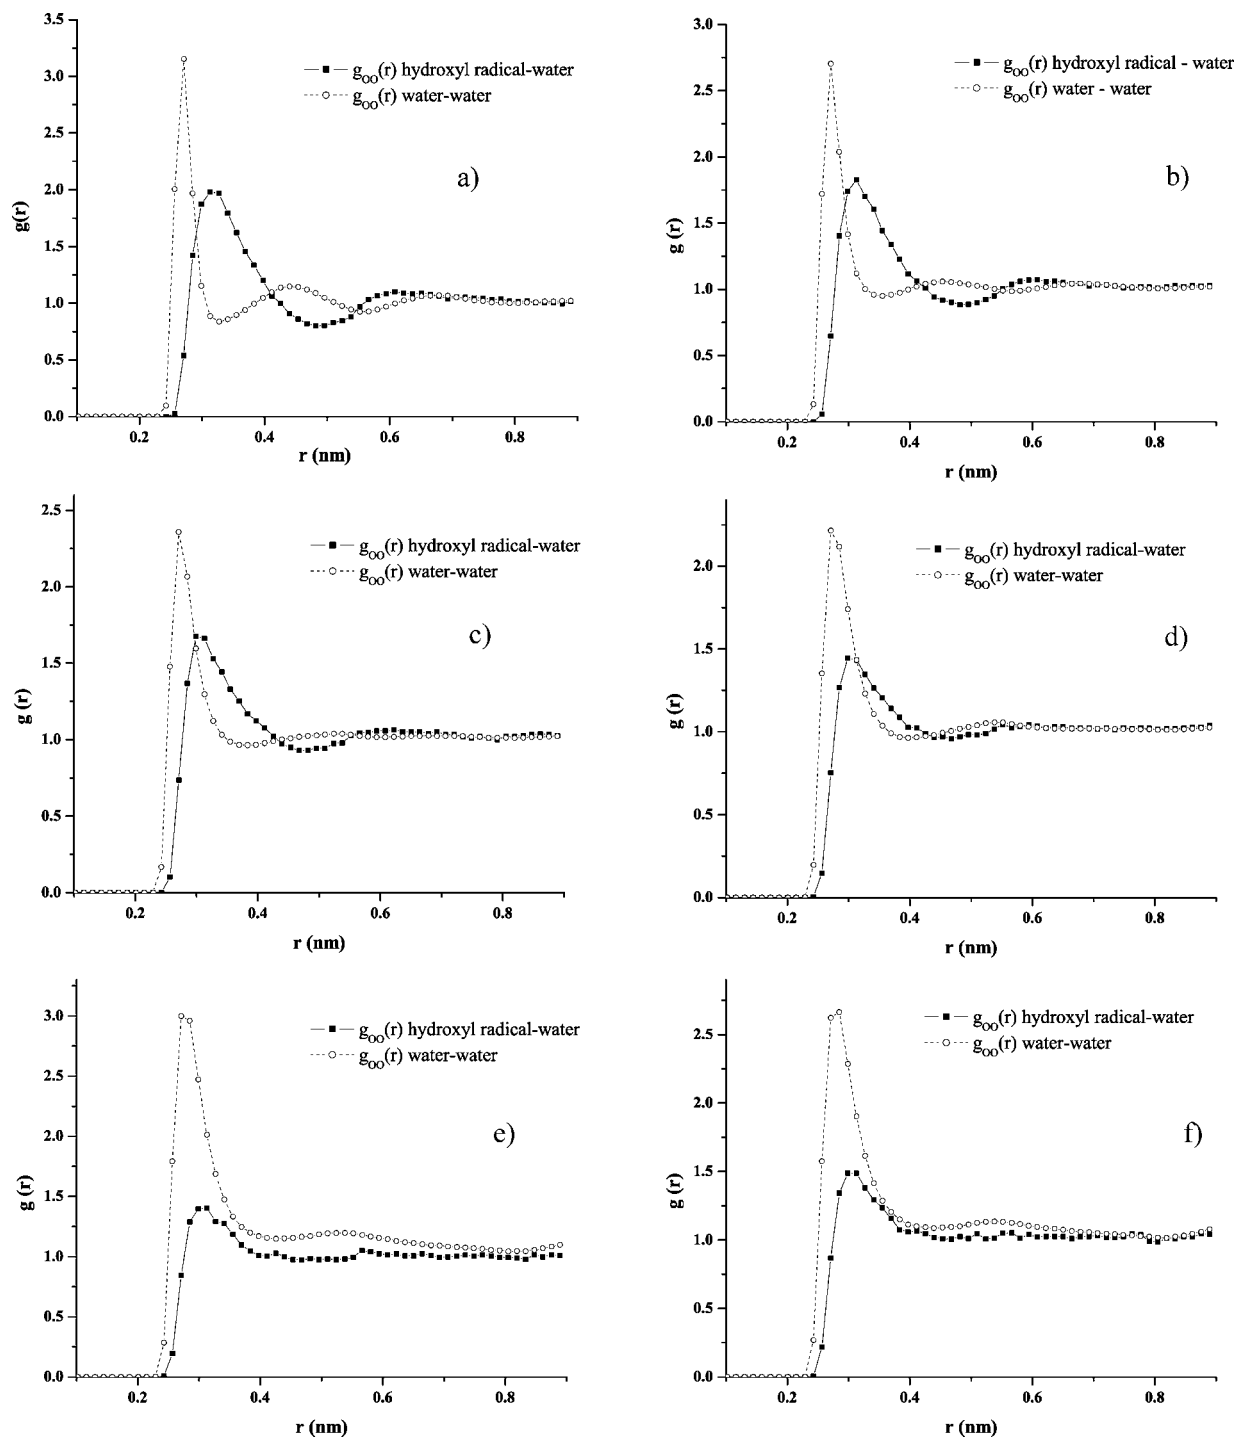 3.5
3.0
2.5
2.0
1.5
1.0
0.5
0.0
g(r)
0.2
0.4
0.6
0.8
r (nm)
g_OO(r) hydroxyl radical-water
g_OO(r) water-water
a)
3.0
2.5
2.0
1.5
1.0
0.5
0.0
g (r)
0.2
0.4
0.6
0.8
r (nm)
g_OO(r) hydroxyl radical - water
g_OO(r) water - water
b)
2.5
2.0
1.5
1.0
0.5
0.0
g (r)
0.2
0.4
0.6
0.8
r (nm)
g_OO(r) hydroxyl radical-water
g_OO(r) water-water
c)
2.0
1.5
1.0
0.5
0.0
g (r)
0.2
0.4
0.6
0.8
r (nm)
g_OO(r) hydroxyl radical-water
g_OO(r) water-water
d)
3.0
2.5
2.0
1.5
1.0
0.5
0.0
g (r)
0.2
0.4
0.6
0.8
r (nm)
g_OO(r) hydroxyl radical-water
g_OO(r) water-water
e)
2.5
2.0
1.5
1.0
0.5
0.0
g (r)
0.2
0.4
0.6
0.8
r (nm)
g_OO(r) hydroxyl radical-water
g_OO(r) water-water
f)